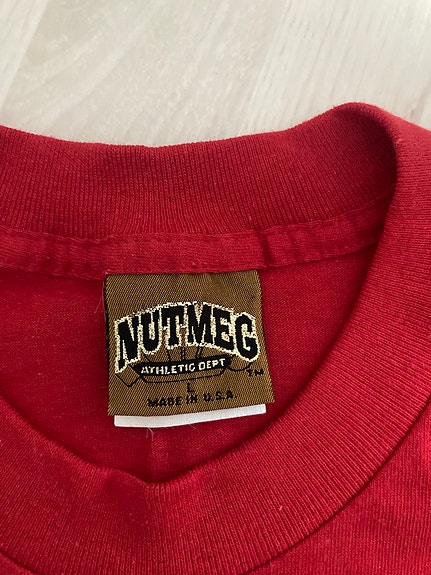 NUTMEG
ATHLETIC DEPT
TM
L
MADE IN U.S.A.